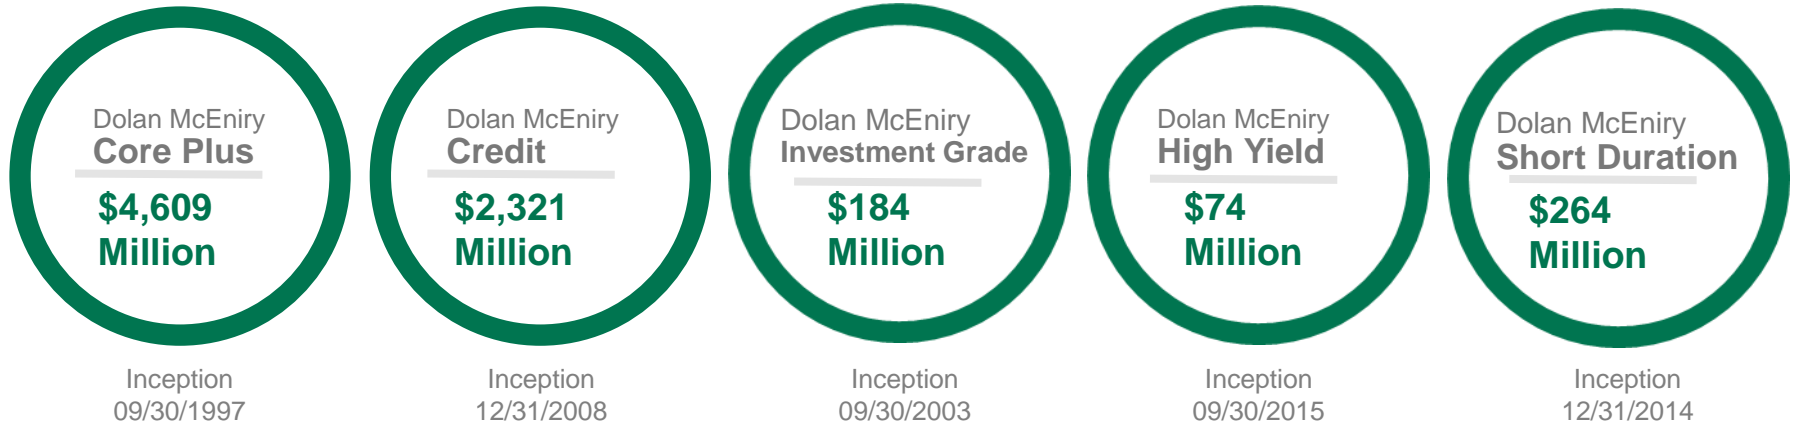 Dolan McEniry
Core Plus
$4,609
Million
Inception
09/30/1997
Dolan McEniry
Credit
$2,321
Million
Inception
12/31/2008
Dolan McEniry
Investment Grade
$184
Million
Inception
09/30/2003
Dolan McEniry
High Yield
$74
Million
Inception
09/30/2015
Dolan McEniry
Short Duration
$264
Million
Inception
12/31/2014